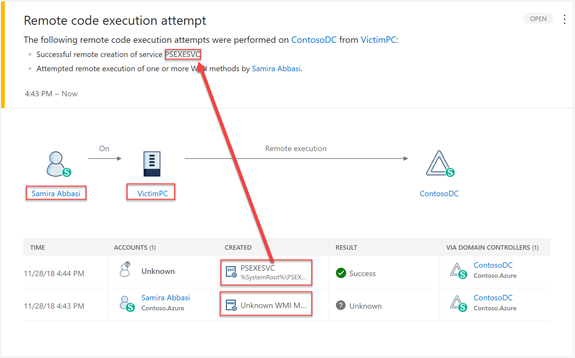 Remote code execution attempt
OPEN
The following remote code execution attempts were performed on ContosoDC from VictimPC:
Successful remote creation of service PSEXESVC.
Attempted remote execution of one or more WMI methods by Samira Abbasi.
4:43 PM – Now
On
Remote execution
Samira Abbasi
VictimPC
ContosoDC
TIME ACCOUNTS (1) CREATED RESULT VIA DOMAIN CONTROLLERS (1)
11/28/18 4:44 PM Unknown PSEXESVC Success ContosoDC
%SystemRoot%\PSEX... Contoso.Azure
11/28/18 4:43 PM Samira Abbasi Unknown WMI M... Unknown ContosoDC
Contoso.Azure Contoso.Azure